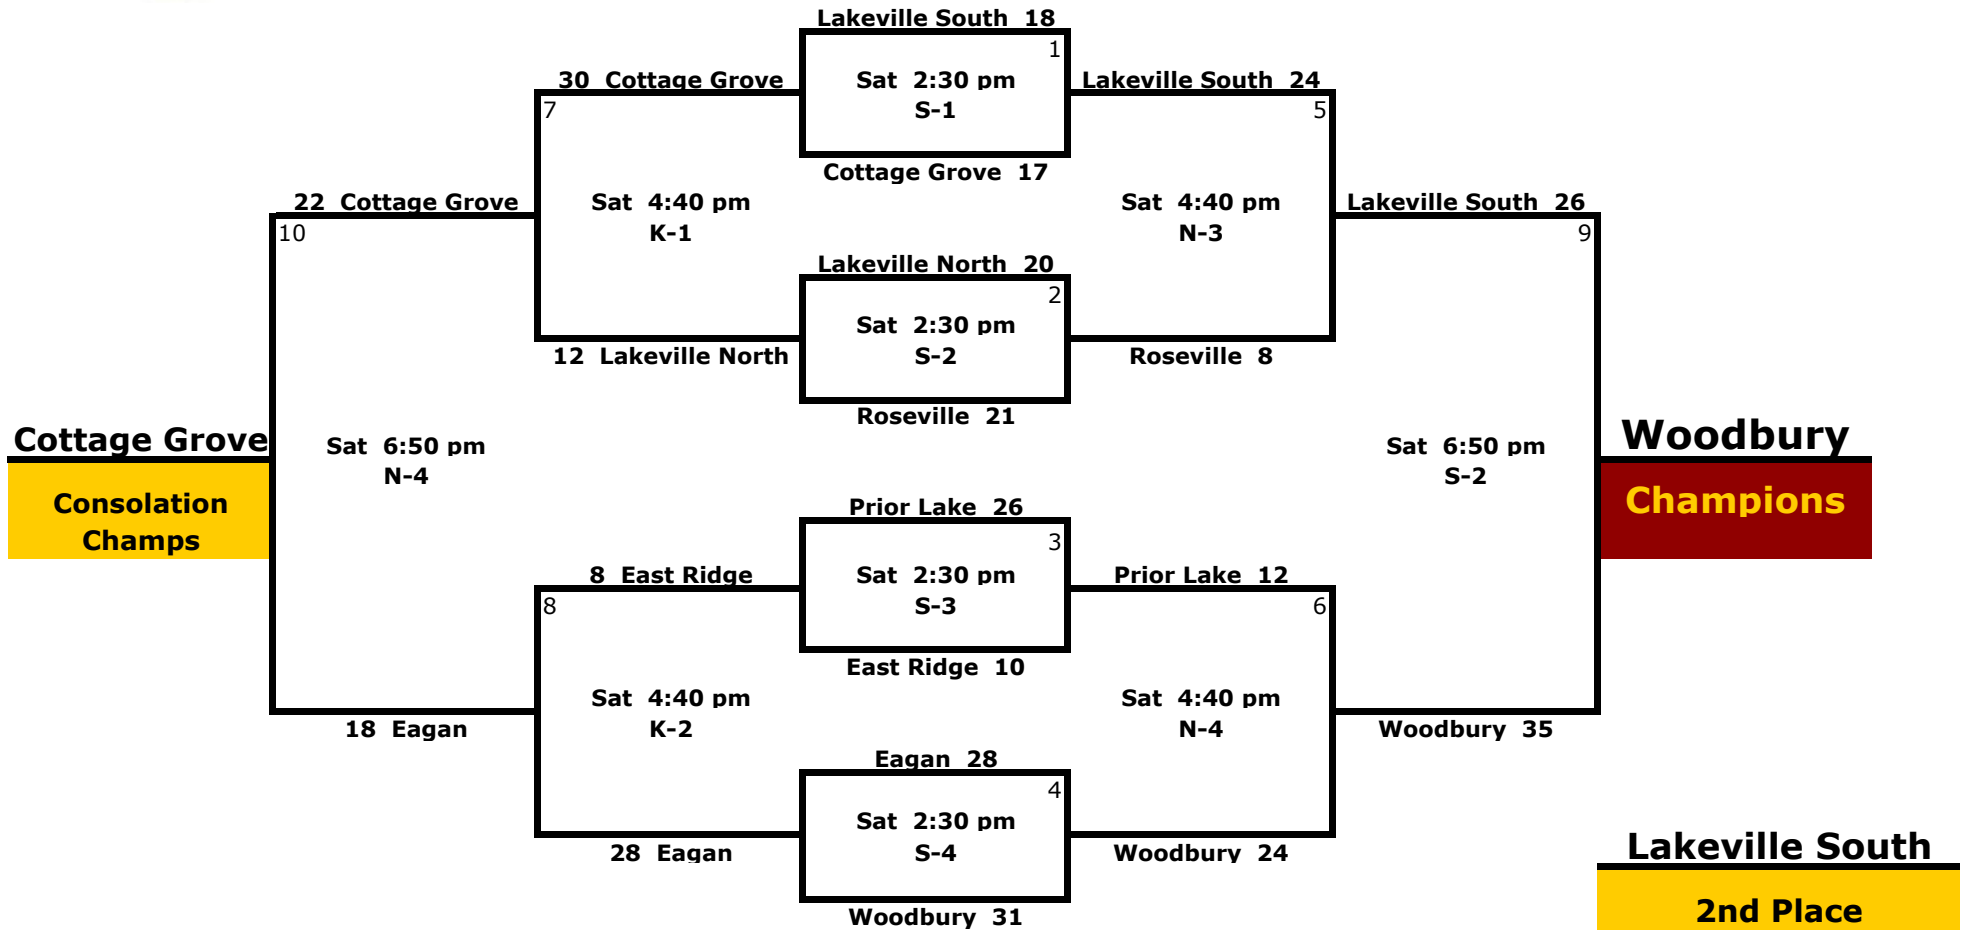 Lakeville South 18
1
30 Cottage Grove
Sat 2:30 pm
Lakeville South 24
7
S-1
5
Cottage Grove 17
22 Cottage Grove
Sat 4:40 pm
Sat 4:40 pm
Lakeville South 26
10
K-1
N-3
9
Lakeville North 20
2
Sat 2:30 pm
12 Lakeville North
S-2
Roseville 8
Roseville 21
Cottage Grove
Sat 6:50 pm
Sat 6:50 pm
Woodbury
N-4
S-2
Consolation
Champs
Champions
Prior Lake 26
3
8 East Ridge
Sat 2:30 pm
Prior Lake 12
8
S-3
6
East Ridge 10
Sat 4:40 pm
Sat 4:40 pm
18 Eagan
K-2
N-4
Woodbury 35
Eagan 28
4
Sat 2:30 pm
28 Eagan
S-4
Woodbury 24
Lakeville South
Woodbury 31
2nd Place